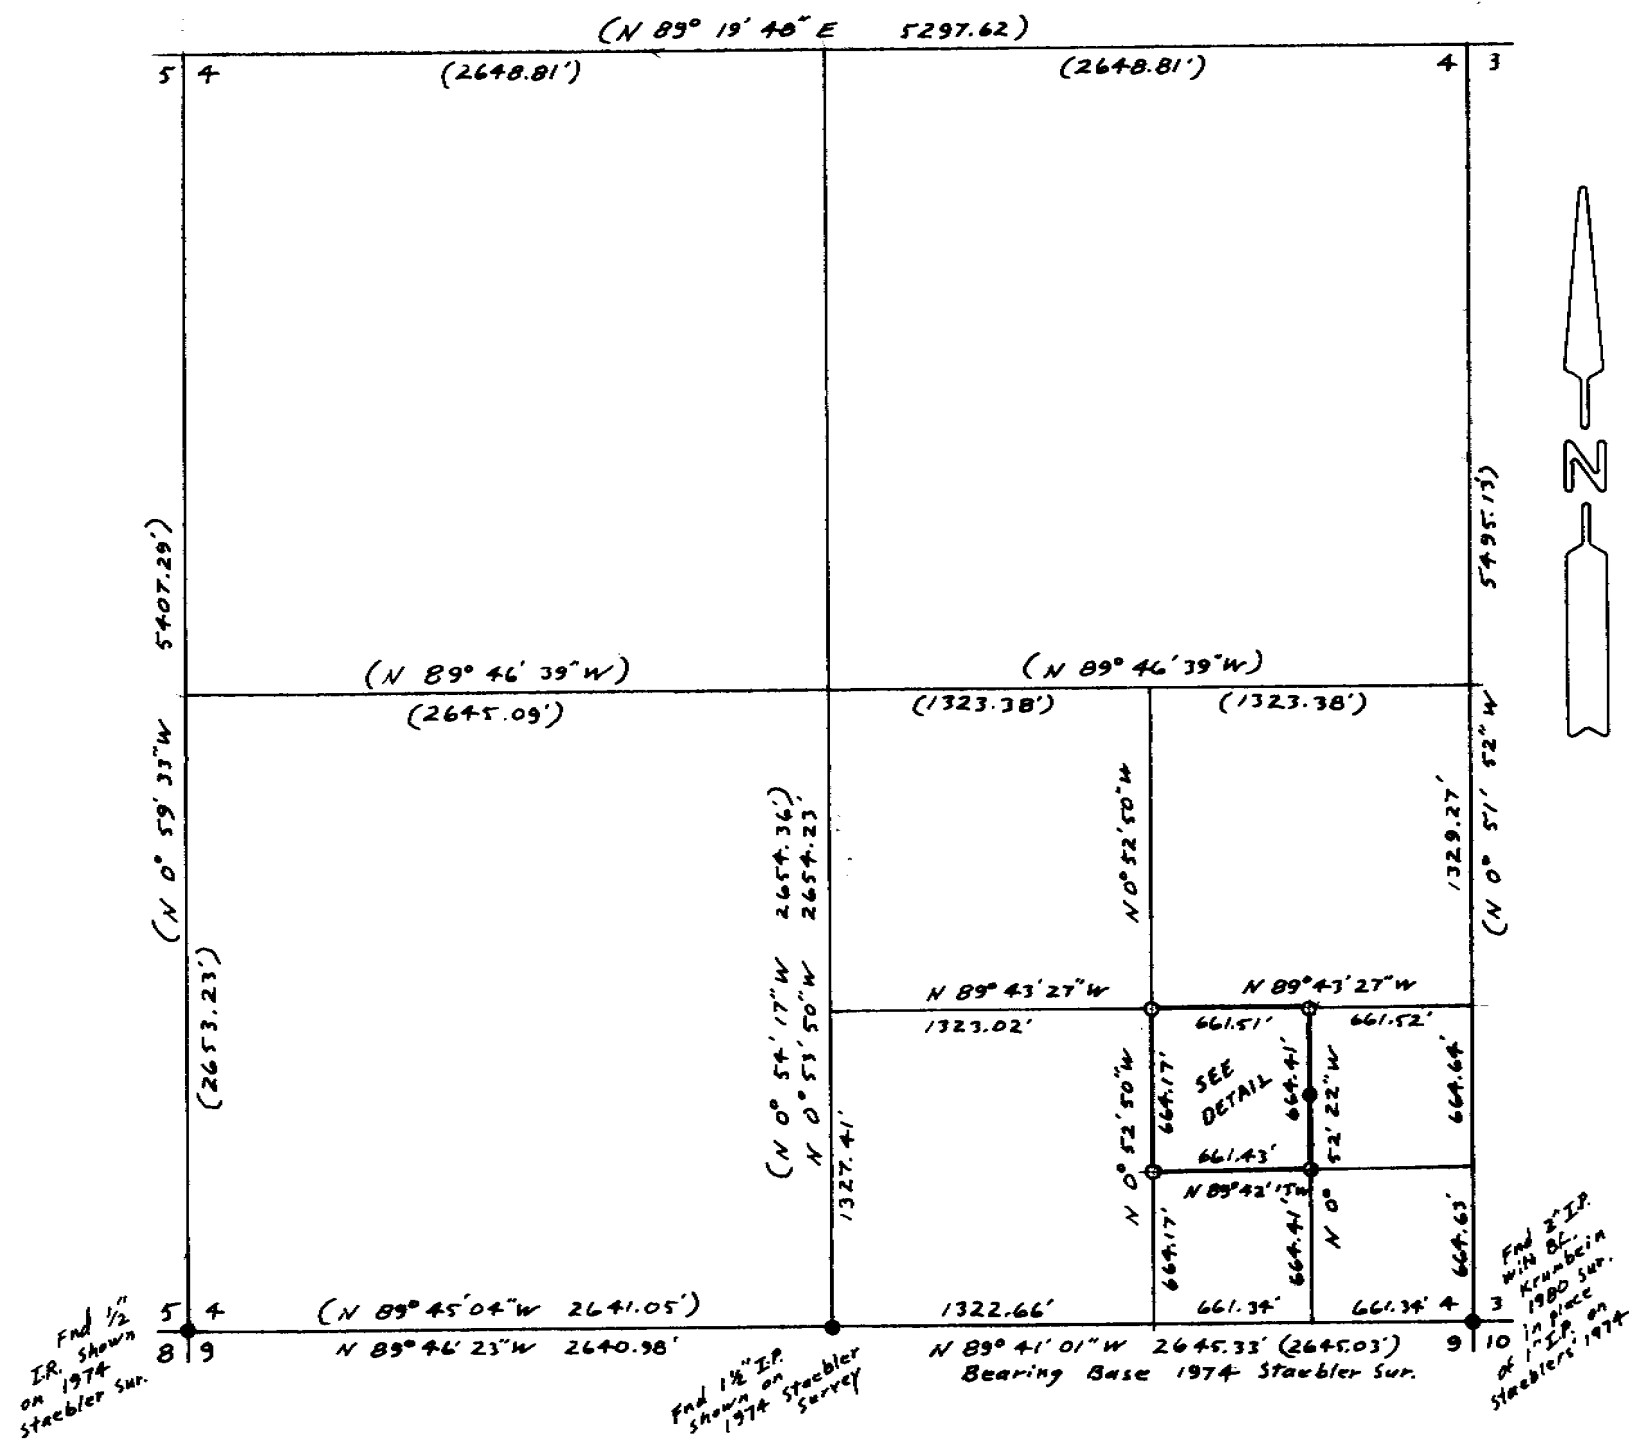 (N 89° 19' 48" E 5297.62)
5 4
(2648.81')
(2648.81')
4 3
N
(N 0° 59' 33" W 5407.29')
(N 0° 51' 52" W 5495.13')
(N 89° 46' 39" W)
(2645.09')
(N 89° 46' 39" W)
(1323.38')
(1323.38')
(2653.23')
(N 0° 54' 17" W 2654.36')
N 0° 53' 50" W 2654.23'
1327.41'
N 0° 52' 50" W
1329.27'
N 89° 43' 27" W
1323.02'
N 89° 43' 27" W
661.51'
661.52'
N 0° 52' 50" W
664.17'
SEE
DETAIL
664.41'
N 0° 52' 22" W
664.64'
661.43'
N 89° 42' W
664.17'
664.41'
664.63'
5 4
8 9
(N 89° 45' 04" W 2641.05')
N 89° 46' 23" W 2640.98'
1322.66'
661.34'
661.34'
4 3
9 10
N 89° 41' 01" W 2645.33' (2645.03')
Bearing Base 1974 Staebler Sur.
Fnd 1/2"
I.R. shown
on 1974
Staebler Sur.
Fnd 1½" I.P.
shown on
1974 Staebler
Survey
Fnd 2" I.P.
with BC.
Krumbein
1980 Sur.
in place
of 1" I.P. on
Staeblers' 1974